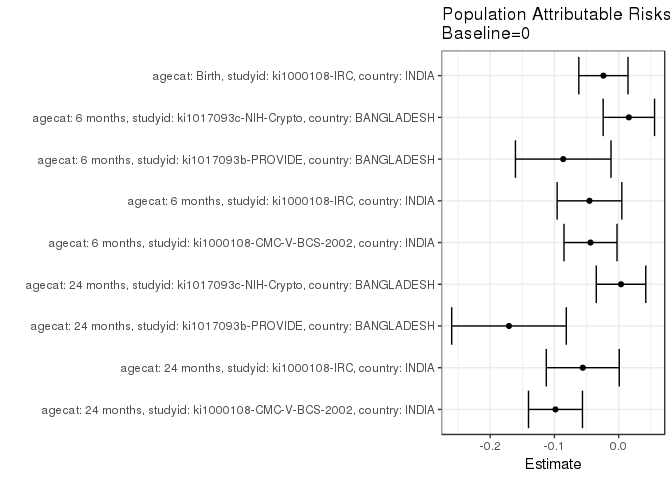 Population Attributable Risks
Baseline=0
agecat: Birth, studyid: ki1000108-IRC, country: INDIA
agecat: 6 months, studyid: ki1017093c-NIH-Crypto, country: BANGLADESH
agecat: 6 months, studyid: ki1017093b-PROVIDE, country: BANGLADESH
agecat: 6 months, studyid: ki1000108-IRC, country: INDIA
agecat: 6 months, studyid: ki1000108-CMC-V-BCS-2002, country: INDIA
agecat: 24 months, studyid: ki1017093c-NIH-Crypto, country: BANGLADESH
agecat: 24 months, studyid: ki1017093b-PROVIDE, country: BANGLADESH
agecat: 24 months, studyid: ki1000108-IRC, country: INDIA
agecat: 24 months, studyid: ki1000108-CMC-V-BCS-2002, country: INDIA
-0.2 -0.1 0.0
Estimate